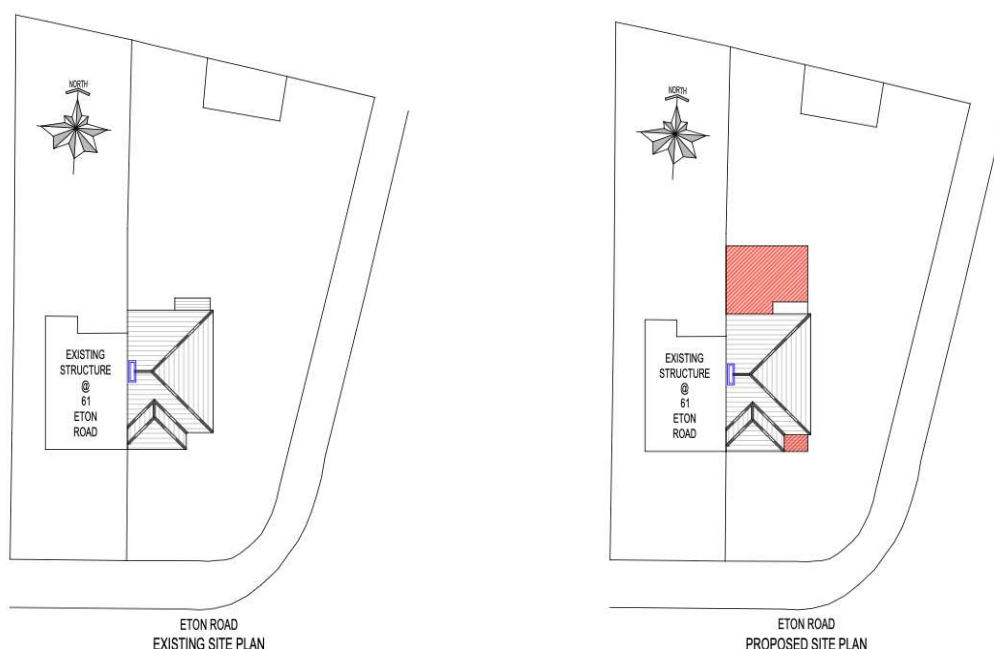 NORTH
EXISTING
STRUCTURE
@
61
ETON
ROAD
ETON ROAD
EXISTING SITE PLAN
NORTH
EXISTING
STRUCTURE
@
61
ETON
ROAD
ETON ROAD
PROPOSED SITE PLAN